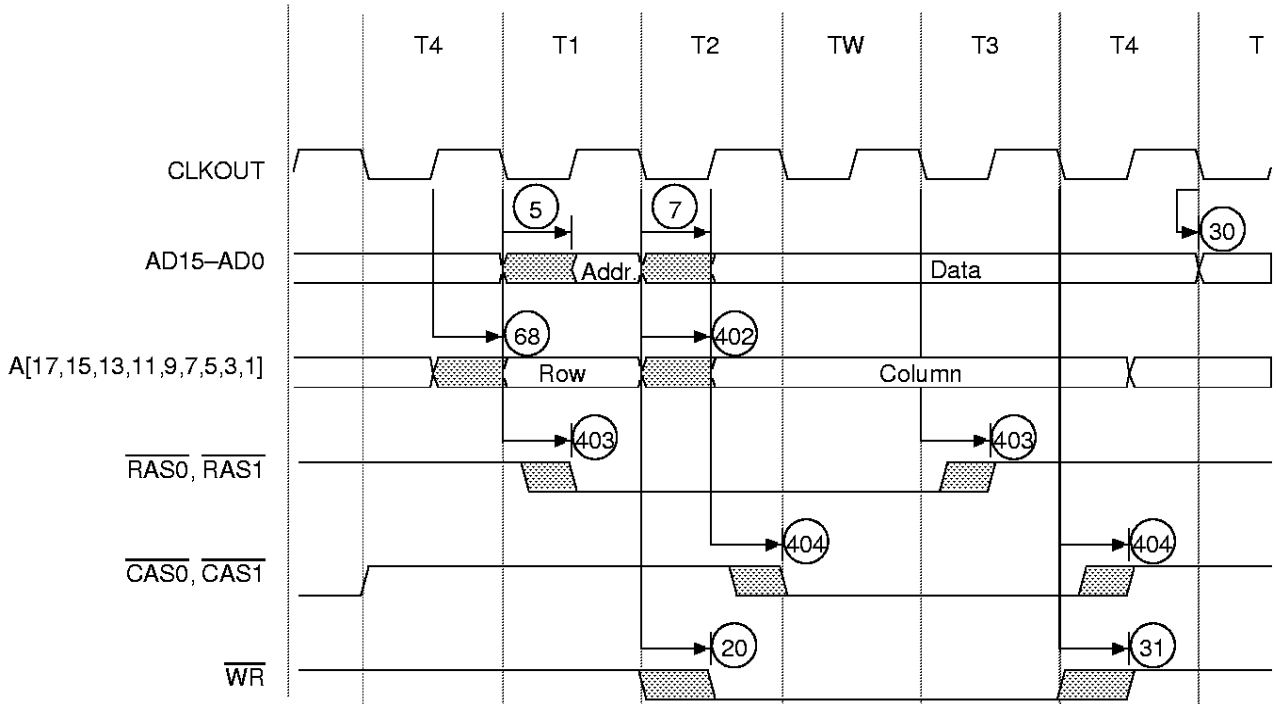 T4 T1 T2 TW T3 T4 T
CLKOUT
5 7 30
AD15–AD0 Addr. Data
68 402
A[17,15,13,11,9,7,5,3,1] Row Column
403 403
RAS0, RAS1
404 404
CAS0, CAS1
20 31
WR